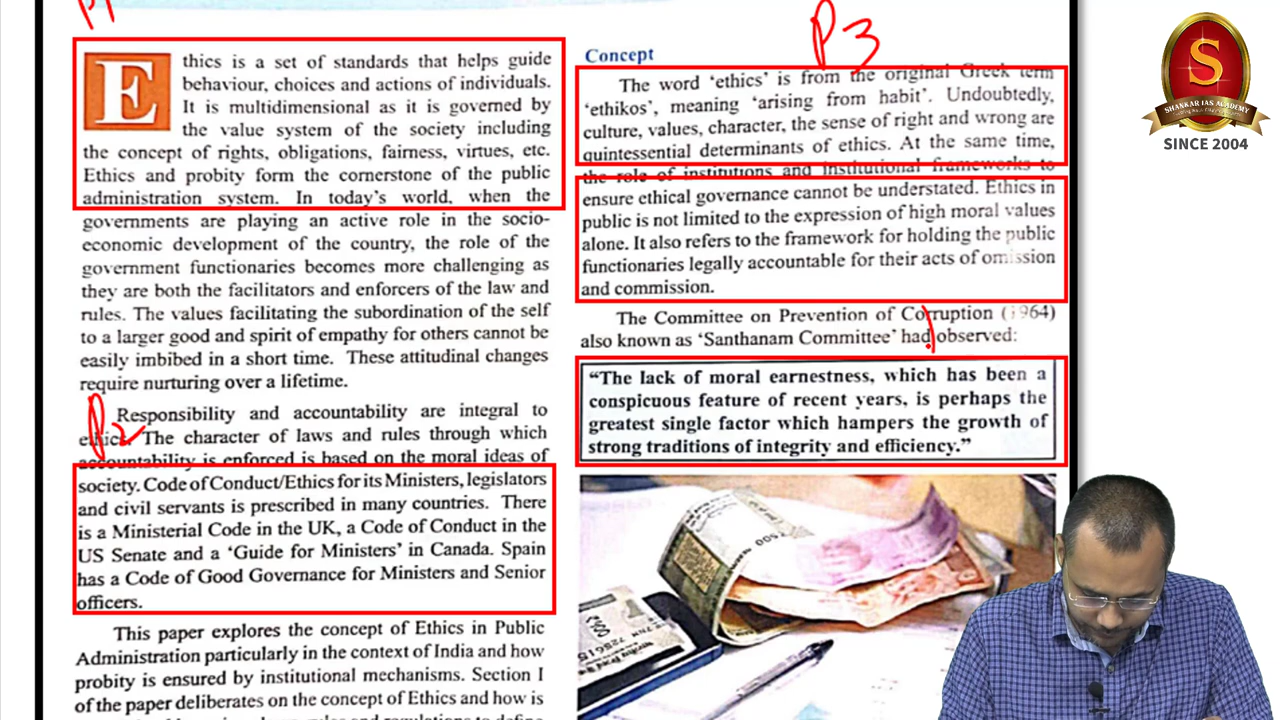 P1
Ethics is a set of standards that helps guide
behaviour, choices and actions of individuals.
It is multidimensional as it is governed by
the value system of the society including
the concept of rights, obligations, fairness, virtues, etc.
Ethics and probity form the cornerstone of the public
administration system. In today's world, when the
governments are playing an active role in the socio-
economic development of the country, the role of the
government functionaries becomes more challenging as
they are both the facilitators and enforcers of the law and
rules. The values facilitating the subordination of the self
to a larger good and spirit of empathy for others cannot be
easily imbibed in a short time. These attitudinal changes
require nurturing over a lifetime.
P2
Responsibility and accountability are integral to
ethics. The character of laws and rules through which
accountability is enforced is based on the moral ideas of
society. Code of Conduct/Ethics for its Ministers, legislators
and civil servants is prescribed in many countries. There
is a Ministerial Code in the UK, a Code of Conduct in the
US Senate and a 'Guide for Ministers' in Canada. Spain
has a Code of Good Governance for Ministers and Senior
officers.
This paper explores the concept of Ethics in Public
Administration particularly in the context of India and how
probity is ensured by institutional mechanisms. Section I
of the paper deliberates on the concept of Ethics and how is
Concept
P3
The word 'ethics' is from the original Greek term
'ethikos', meaning 'arising from habit'. Undoubtedly,
culture, values, character, the sense of right and wrong are
quintessential determinants of ethics. At the same time,
the role of institutions and institutional frameworks to
ensure ethical governance cannot be understated. Ethics in
public is not limited to the expression of high moral values
alone. It also refers to the framework for holding the public
functionaries legally accountable for their acts of omission
and commission.
The Committee on Prevention of Corruption (1964)
also known as 'Santhanam Committee' had observed:
"The lack of moral earnestness, which has been a
conspicuous feature of recent years, is perhaps the
greatest single factor which hampers the growth of
strong traditions of integrity and efficiency."
S
SHANKAR IAS ACADEMY
SINCE 2004